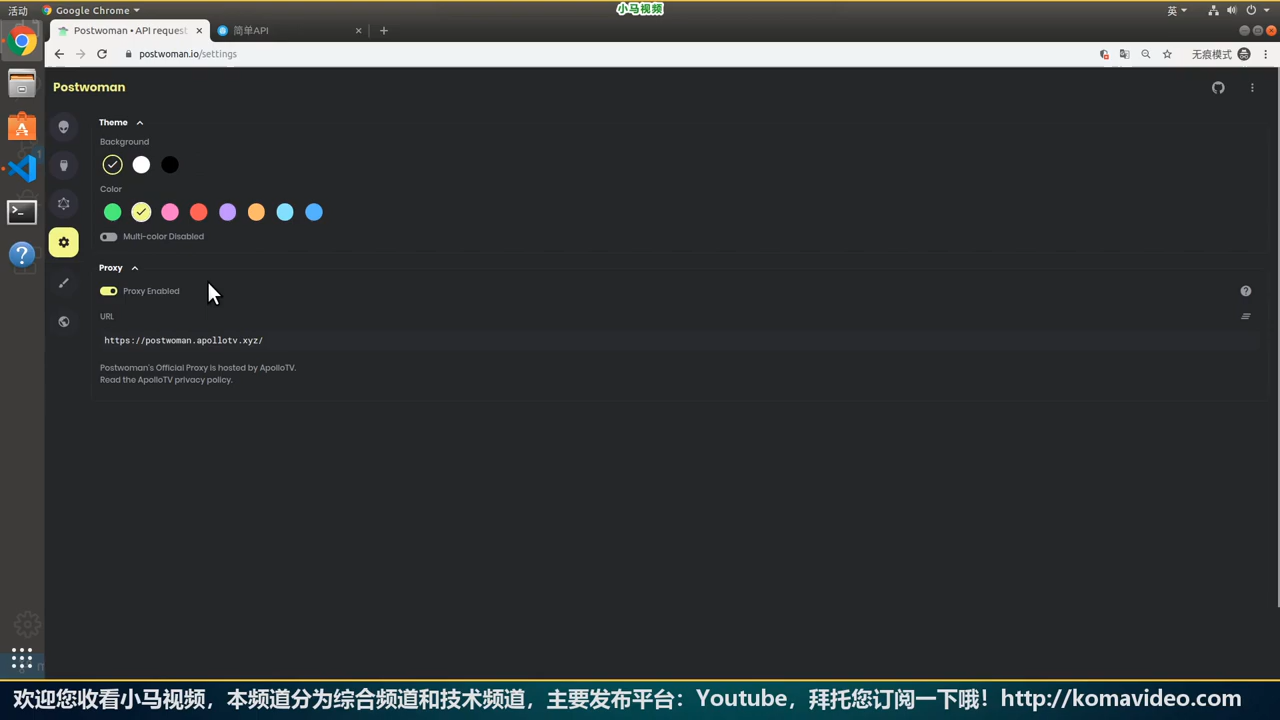 活动
Google Chrome
小马视频
英
Postwoman • API request
简单API
postwoman.io/settings
无痕模式
Postwoman
Theme
Background
Color
Multi-color Disabled
Proxy
Proxy Enabled
URL
https://postwoman.apollotv.xyz/
Postwoman's Official Proxy is hosted by ApolloTV.
Read the ApolloTV privacy policy.
欢迎您收看小马视频，本频道分为综合频道和技术频道，主要发布平台：Youtube，拜托您订阅一下哦！http://komavideo.com